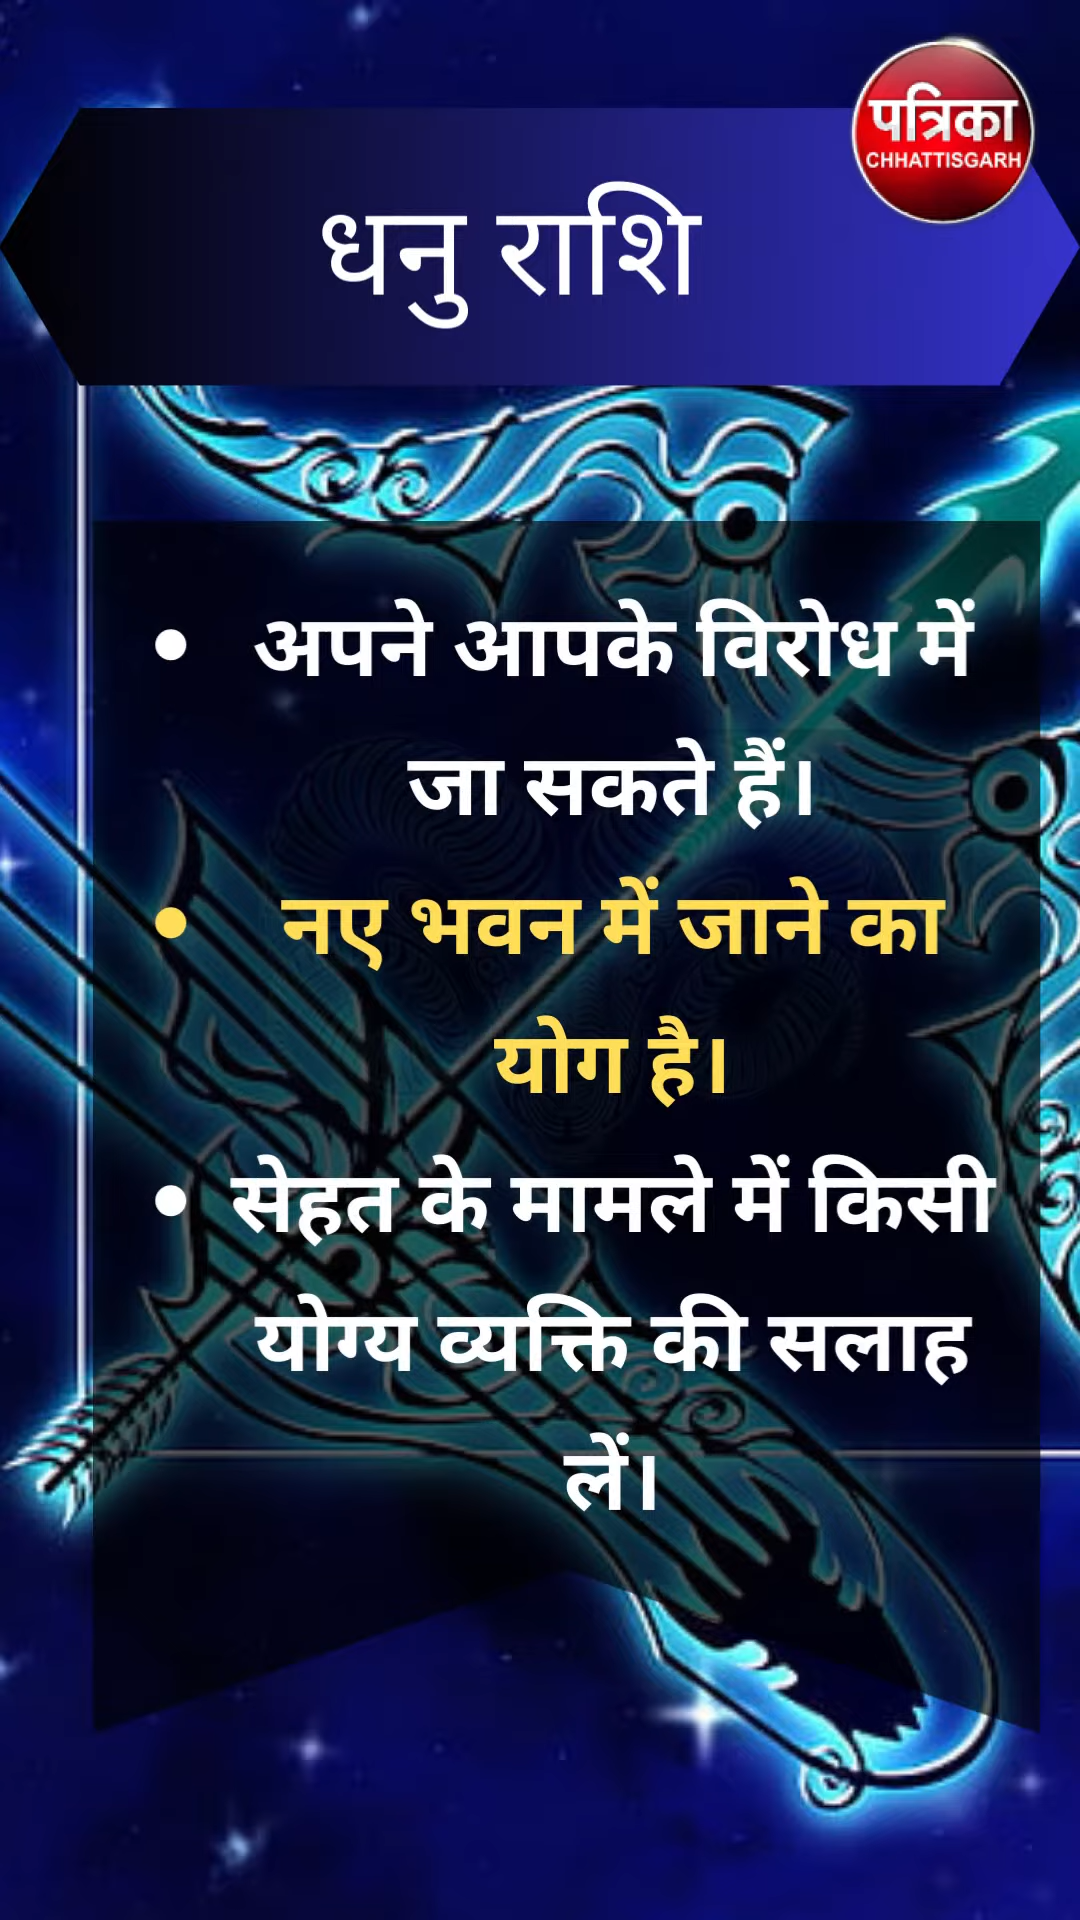 पत्रिका
CHHATTISGARH
धनु राशि
• अपने आपके विरोध में
जा सकते हैं।
• नए भवन में जाने का
योग है।
• सेहत के मामले में किसी
योग्य व्यक्ति की सलाह
लें।